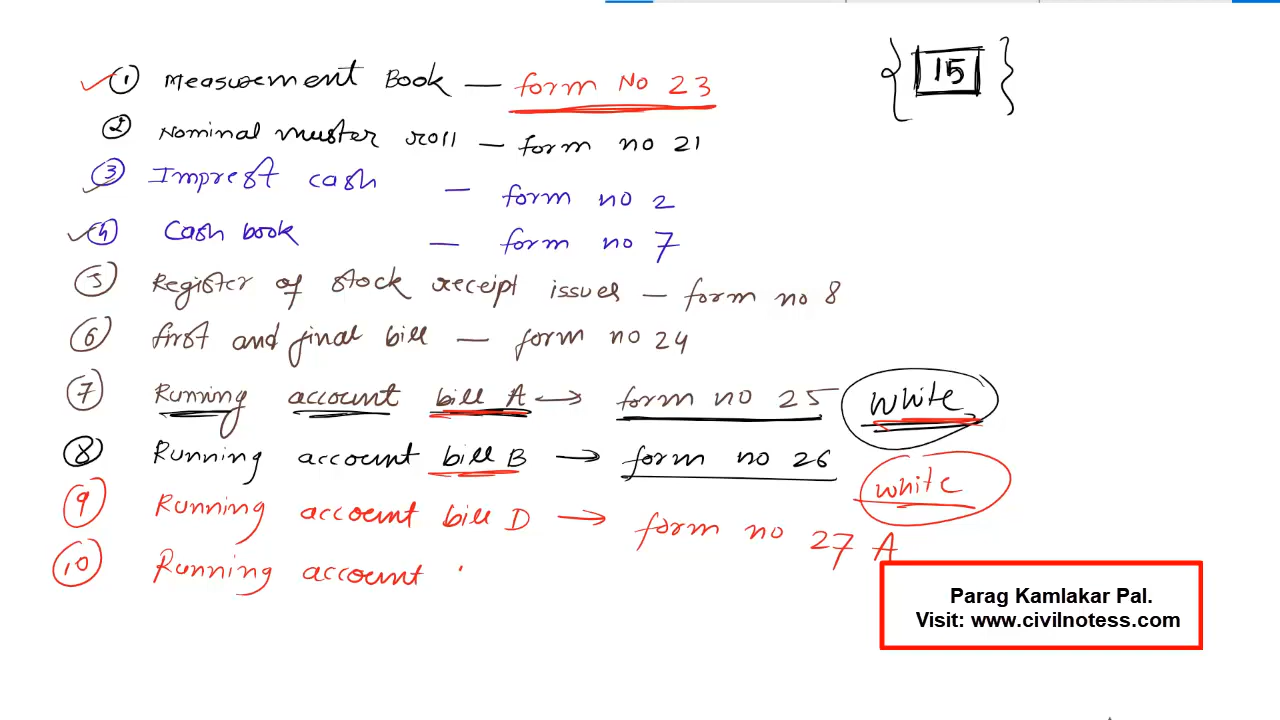 15
① Measurement Book — form No 23
② Nominal muster roll — form no 21
③ Imprest cash — form no 2
④ Cash book — form no 7
⑤ Register of stock receipt issues — form no 8
⑥ first and final bill — form no 24
⑦ Running account bill A → form no 25 white
⑧ Running account bill B → form no 26 white
⑨ Running account bill D → form no 27 A
⑩ Running account
Parag Kamlakar Pal.
Visit: www.civilnotess.com